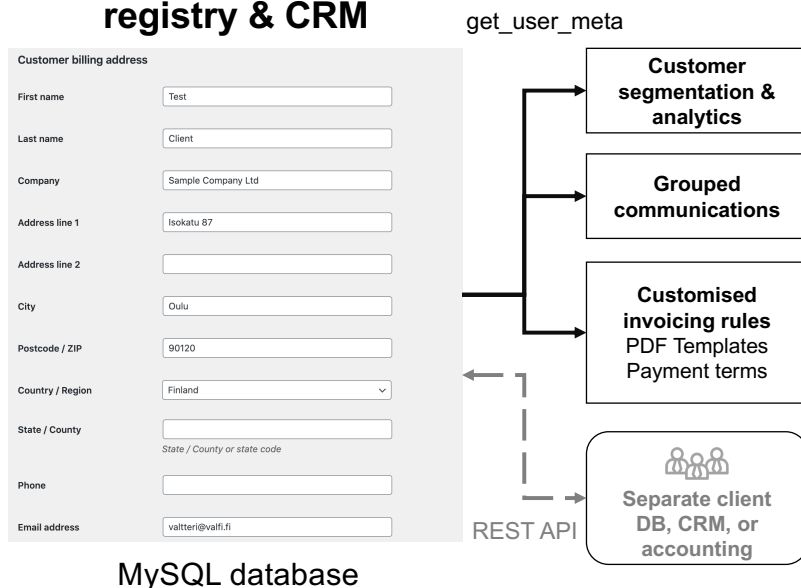 registry & CRM
get_user_meta
Customer billing address
First name
Test
Last name
Client
Company
Sample Company Ltd
Address line 1
Isokatu 87
Address line 2
City
Oulu
Postcode / ZIP
90120
Country / Region
Finland
State / County
State / County or state code
Phone
Email address
valtteri@valfi.fi
MySQL database
Customer
segmentation &
analytics
Grouped
communications
Customised
invoicing rules
PDF Templates
Payment terms
REST API
Separate client
DB, CRM, or
accounting